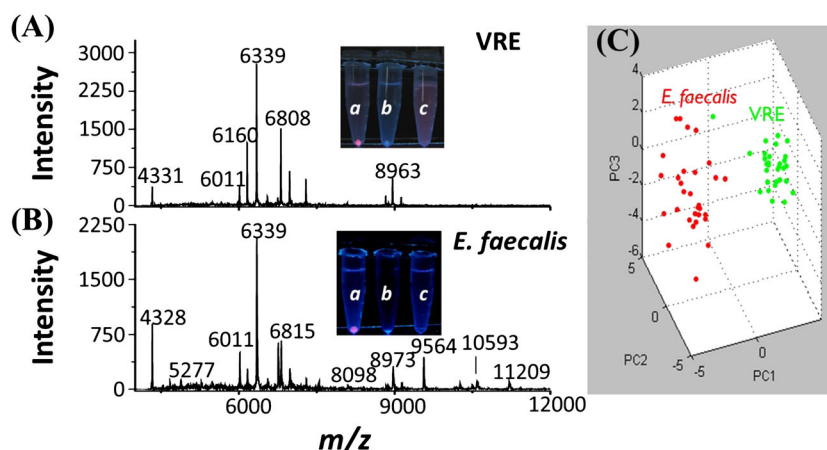 (A)
VRE
3000
2250
1500
750
0
Intensity
4331
6011
6160
6339
6808
8963
a b c
(B)
E. faecalis
2250
1500
750
0
Intensity
4328
5277
6011
6339
6815
8098
8973
9564
10593
11209
a b c
6000 9000 12000
m/z
(C)
E. faecalis
VRE
PC3
4
2
0
-2
-4
-6
5
0
-5
PC2
-5
0
PC1